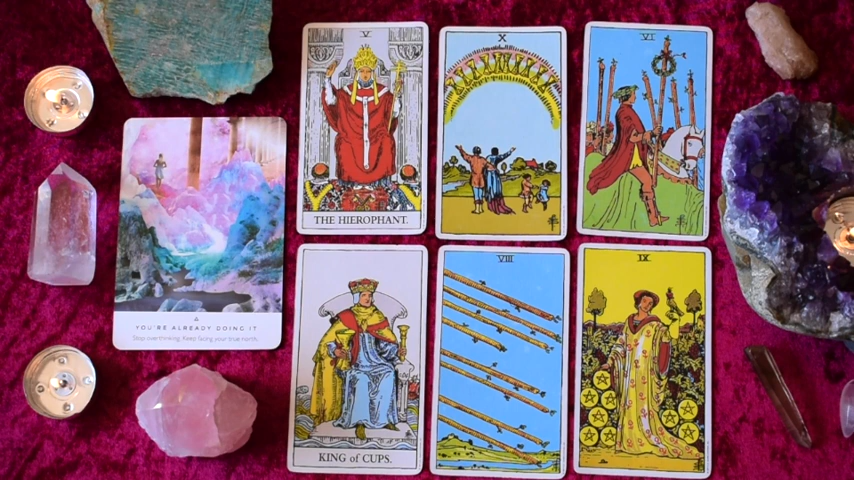 V
THE HIEROPHANT.
X
VI
YOU'RE ALREADY DOING IT
Stop overthinking. Keep facing your true north.
KING of CUPS.
VIII
IX